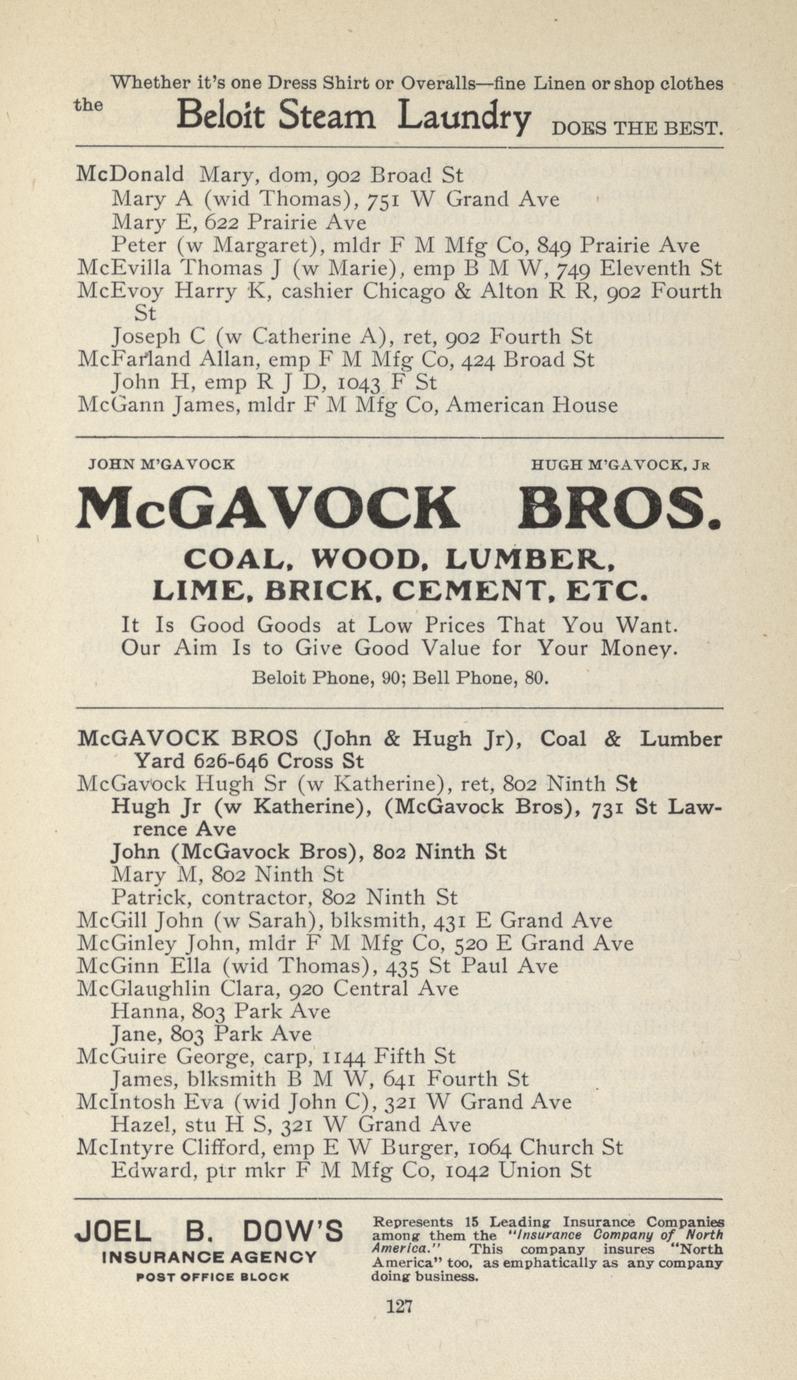 Whether it's one Dress Shirt or Overalls—fine Linen or shop clothes
the Beloit Steam Laundry DOES THE BEST.
McDonald Mary, dom, 902 Broad St
Mary A (wid Thomas), 751 W Grand Ave
Mary E, 622 Prairie Ave
Peter (w Margaret), mldr F M Mfg Co, 849 Prairie Ave
McEvilla Thomas J (w Marie), emp B M W, 749 Eleventh St
McEvoy Harry K, cashier Chicago & Alton R R, 902 Fourth
St
Joseph C (w Catherine A), ret, 902 Fourth St
McFarland Allan, emp F M Mfg Co, 424 Broad St
John H, emp R J D, 1043 F St
McGann James, mldr F M Mfg Co, American House
JOHN M'GAVOCK HUGH M'GAVOCK, JR
McGAVOCK BROS.
COAL, WOOD, LUMBER,
LIME, BRICK, CEMENT, ETC.
It Is Good Goods at Low Prices That You Want.
Our Aim Is to Give Good Value for Your Money.
Beloit Phone, 90; Bell Phone, 80.
McGAVOCK BROS (John & Hugh Jr), Coal & Lumber
Yard 626-646 Cross St
McGavock Hugh Sr (w Katherine), ret, 802 Ninth St
Hugh Jr (w Katherine), (McGavock Bros), 731 St Law-
rence Ave
John (McGavock Bros), 802 Ninth St
Mary M, 802 Ninth St
Patrick, contractor, 802 Ninth St
McGill John (w Sarah), blksmith, 431 E Grand Ave
McGinley John, mldr F M Mfg Co, 520 E Grand Ave
McGinn Ella (wid Thomas), 435 St Paul Ave
McGlaughlin Clara, 920 Central Ave
Hanna, 803 Park Ave
Jane, 803 Park Ave
McGuire George, carp, 1144 Fifth St
James, blksmith B M W, 641 Fourth St
McIntosh Eva (wid John C), 321 W Grand Ave
Hazel, stu H S, 321 W Grand Ave
McIntyre Clifford, emp E W Burger, 1064 Church St
Edward, ptr mkr F M Mfg Co, 1042 Union St
JOEL B. DOW'S
INSURANCE AGENCY
POST OFFICE BLOCK
Represents 15 Leading Insurance Companies
among them the "Insurance Company of North
America." This company insures "North
America" too, as emphatically as any company
doing business.
127